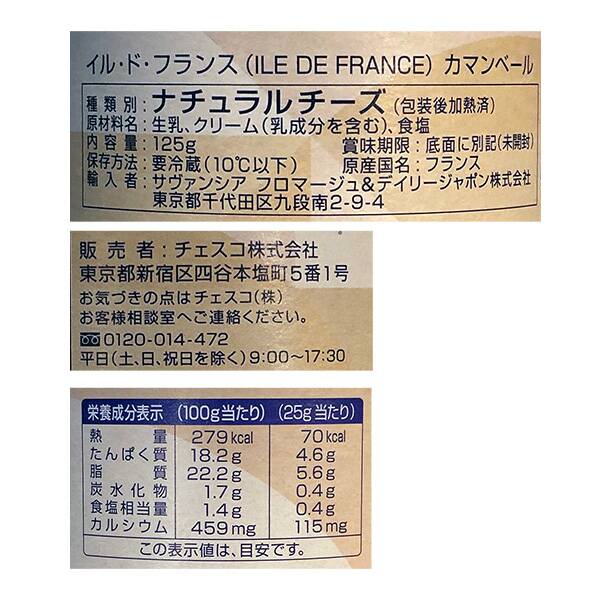 イル・ド・フランス (ILE DE FRANCE) カマンベール
種類別:ナチュラルチーズ(包装後加熱済)
原材料名:生乳、クリーム(乳成分を含む)、食塩
内容量:125g 賞味期限:底面に別記(未開封)
保存方法:要冷蔵(10℃以下) 原産国名:フランス
輸入者:サヴァンシア フロマージュ&デイリージャポン株式会社
東京都千代田区九段南2-9-4
販売者:チェスコ株式会社
東京都新宿区四谷本塩町5番1号
お気づきの点はチェスコ(株)
お客様相談室へご連絡ください。
0120-014-472
平日(土、日、祝日を除く)9:00~17:30
栄養成分表示 (100g当たり) (25g当たり)
熱量 279kcal 70kcal
たんぱく質 18.2g 4.6g
脂質 22.2g 5.6g
炭水化物 1.7g 0.4g
食塩相当量 1.4g 0.4g
カルシウム 459mg 115mg
この表示値は、目安です。